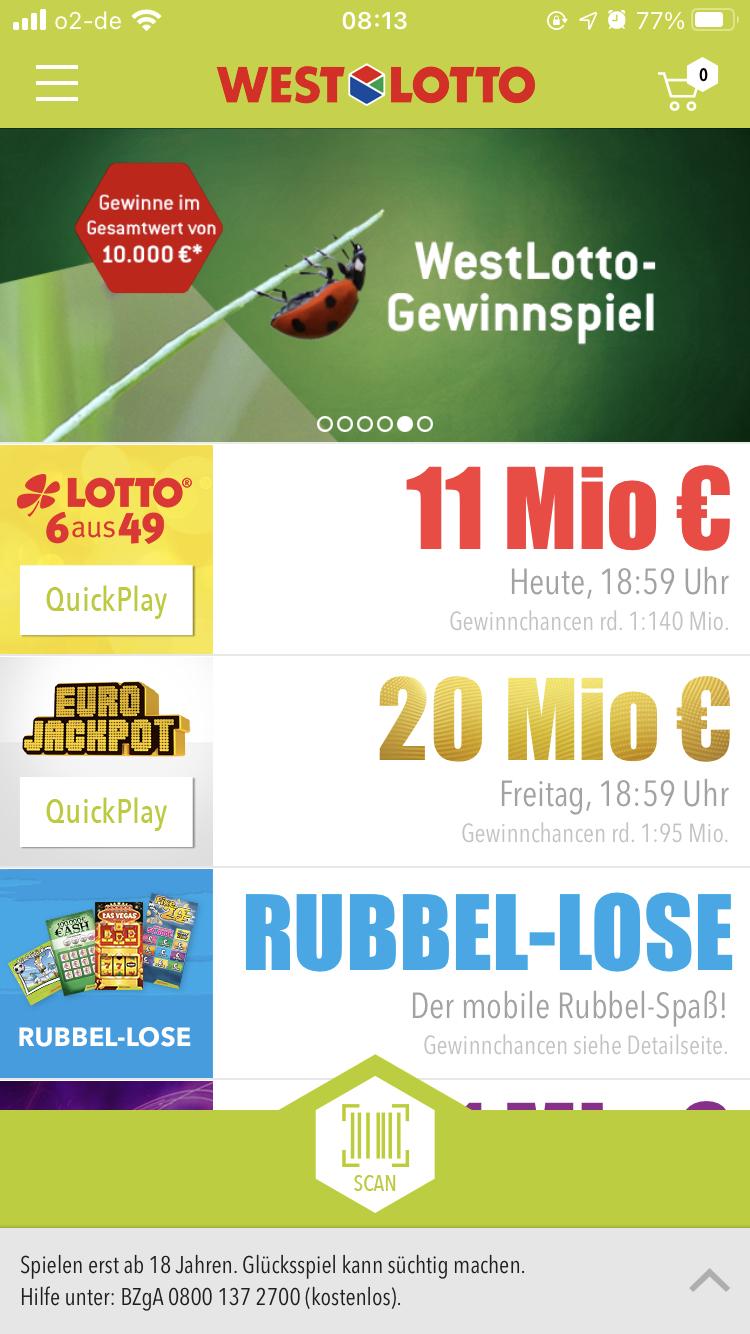 o2-de 08:13 77%
WEST LOTTO
0
Gewinne im
Gesamtwert von
10.000 €*
WestLotto-
Gewinnspiel
LOTTO®
6aus49
QuickPlay
11 Mio €
Heute, 18:59 Uhr
Gewinnchancen rd. 1:140 Mio.
EURO
JACKPOT
QuickPlay
20 Mio €
Freitag, 18:59 Uhr
Gewinnchancen rd. 1:95 Mio.
CASH
LAS VEGAS
RUBBEL-LOSE
RUBBEL-LOSE
Der mobile Rubbel-Spaß!
Gewinnchancen siehe Detailseite.
SCAN
Spielen erst ab 18 Jahren. Glücksspiel kann süchtig machen.
Hilfe unter: BZgA 0800 137 2700 (kostenlos).